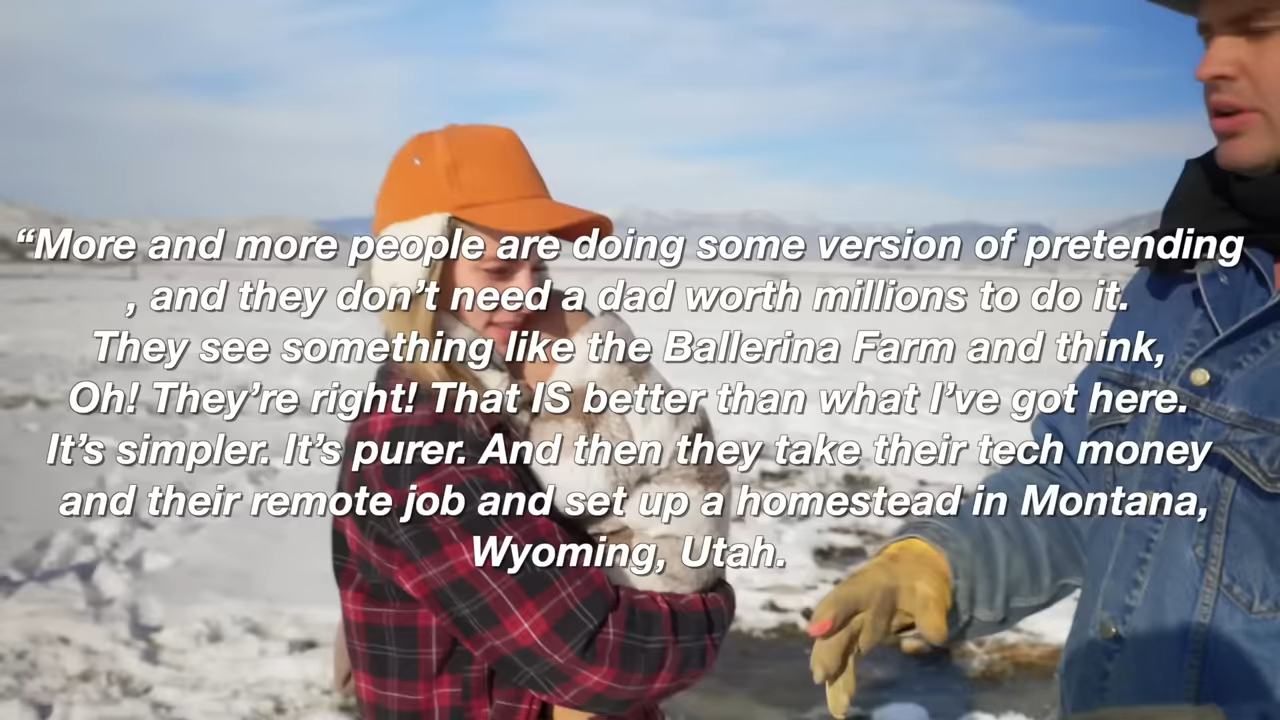 “More and more people are doing some version of pretending
, and they don’t need a dad worth millions to do it.
They see something like the Ballerina Farm and think,
Oh! They’re right! That IS better than what I’ve got here.
It’s simpler. It’s purer. And then they take their tech money
and their remote job and set up a homestead in Montana,
Wyoming, Utah.